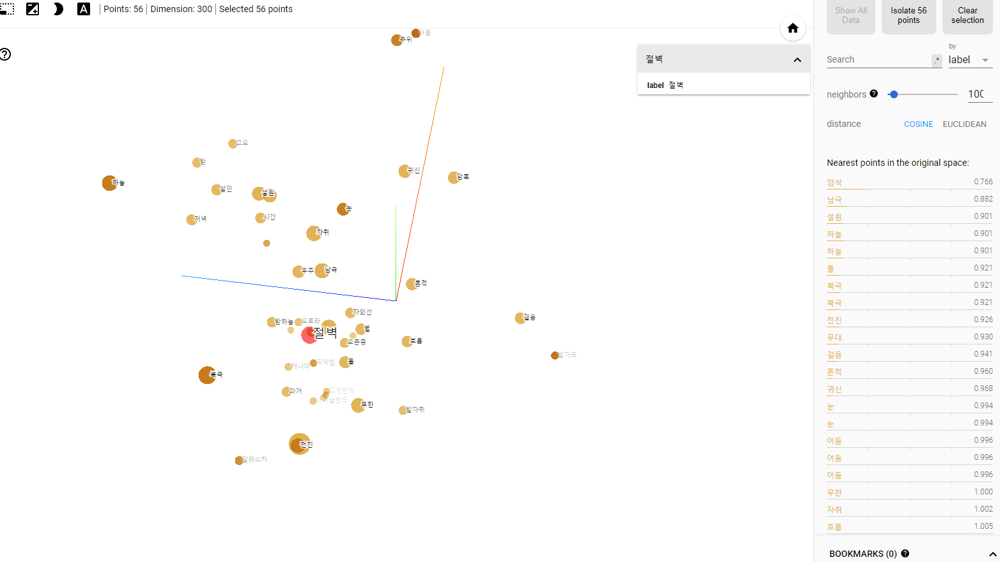 A Points: 56 | Dimension: 300 | Selected 56 points
Show All Data
Isolate 56 points
Clear selection
절벽
label 절벽
Search .* by label
neighbors ? 100
distance COSINE EUCLIDEAN
Nearest points in the original space:
암석 0.766
남극 0.882
설원 0.901
하늘 0.901
하늘 0.901
돌 0.921
북극 0.921
북극 0.921
전진 0.926
무대 0.930
걸음 0.941
흔적 0.960
귀신 0.968
눈 0.994
눈 0.994
어둠 0.996
어둠 0.996
어둠 0.996
무한 1.000
자취 1.002
흐름 1.005
BOOKMARKS (0) ?
?
어둠
주위
고요
밤
귀신
암흑
하늘
설인
설원
눈
저녁
시간
자취
우주
남극
흔적
자외선
걸음
밤하늘
오로라
절벽
별
오존층
흐름
발자국
캐나다
딱딱함
돌
북극
과거
그린란드
아이슬란드
무한
발자취
전진
알래스카